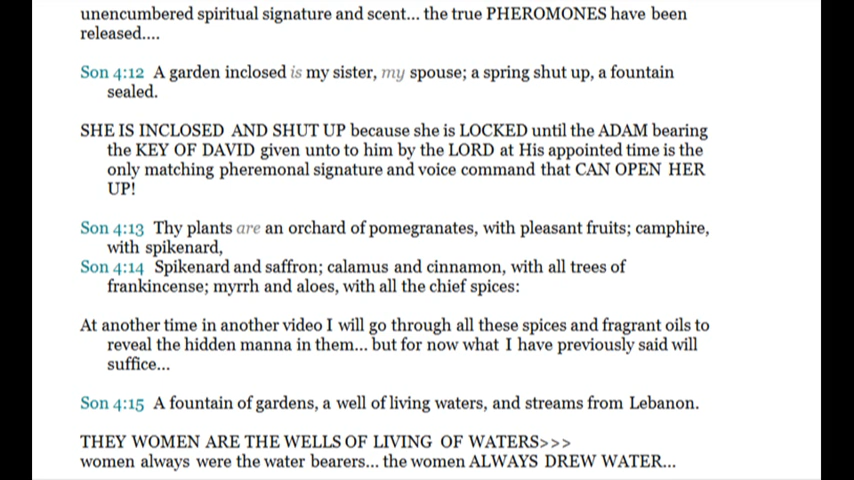 unencumbered spiritual signature and scent... the true PHEROMONES have been
released....
Son 4:12 A garden inclosed is my sister, my spouse; a spring shut up, a fountain
sealed.
SHE IS INCLOSED AND SHUT UP because she is LOCKED until the ADAM bearing
the KEY OF DAVID given unto to him by the LORD at His appointed time is the
only matching pheremonal signature and voice command that CAN OPEN HER
UP!
Son 4:13 Thy plants are an orchard of pomegranates, with pleasant fruits; camphire,
with spikenard,
Son 4:14 Spikenard and saffron; calamus and cinnamon, with all trees of
frankincense; myrrh and aloes, with all the chief spices:
At another time in another video I will go through all these spices and fragrant oils to
reveal the hidden manna in them... but for now what I have previously said will
suffice...
Son 4:15 A fountain of gardens, a well of living waters, and streams from Lebanon.
THEY WOMEN ARE THE WELLS OF LIVING OF WATERS>>>
women always were the water bearers... the women ALWAYS DREW WATER...